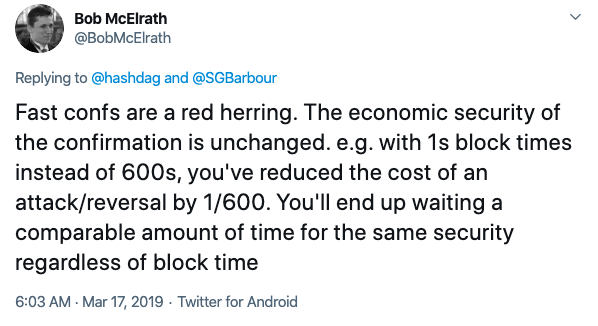 Bob McElrath
@BobMcElrath
Replying to @hashdag and @SGBarbour
Fast confs are a red herring. The economic security of
the confirmation is unchanged. e.g. with 1s block times
instead of 600s, you've reduced the cost of an
attack/reversal by 1/600. You'll end up waiting a
comparable amount of time for the same security
regardless of block time
6:03 AM · Mar 17, 2019 · Twitter for Android